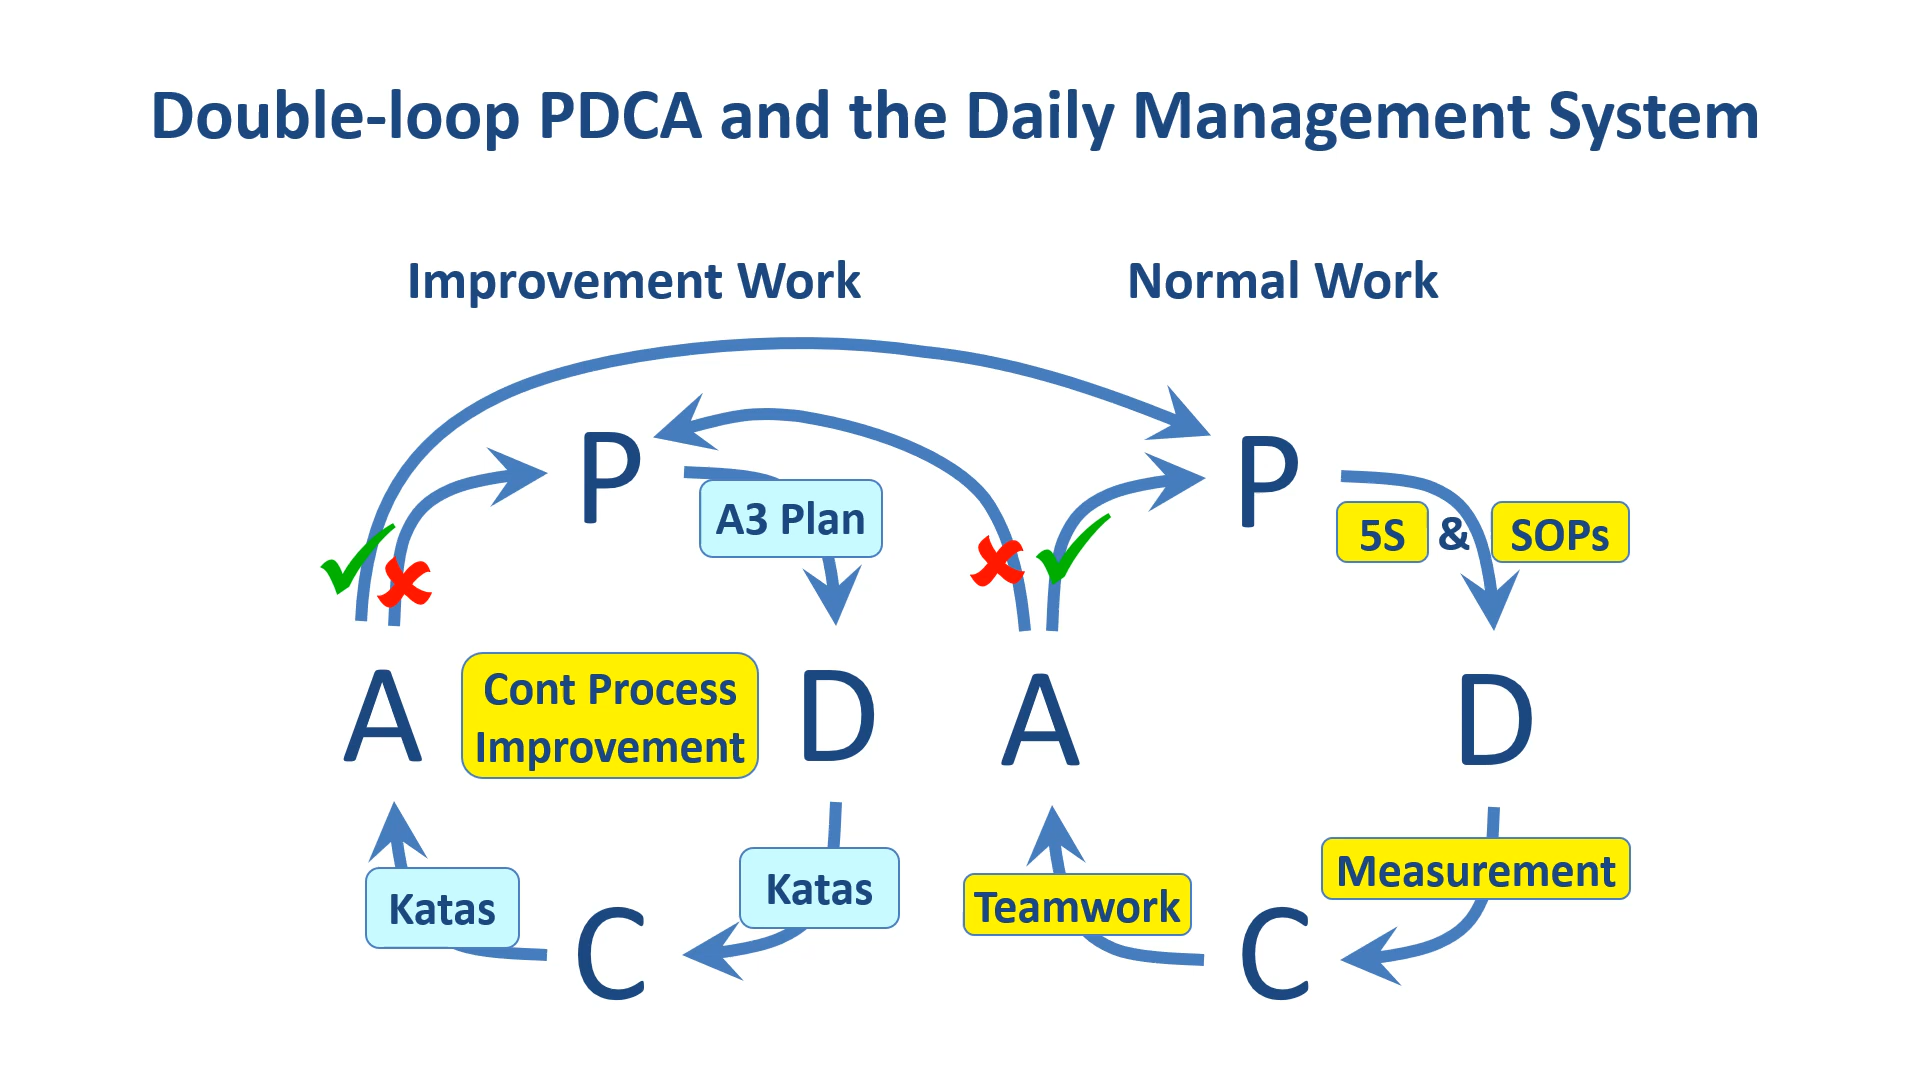 Double-loop PDCA and the Daily Management System
Improvement Work
Normal Work
P
A3 Plan
P
5S & SOPs
A
Cont Process
Improvement
D
A
D
Katas
C
Katas
Teamwork
C
Measurement